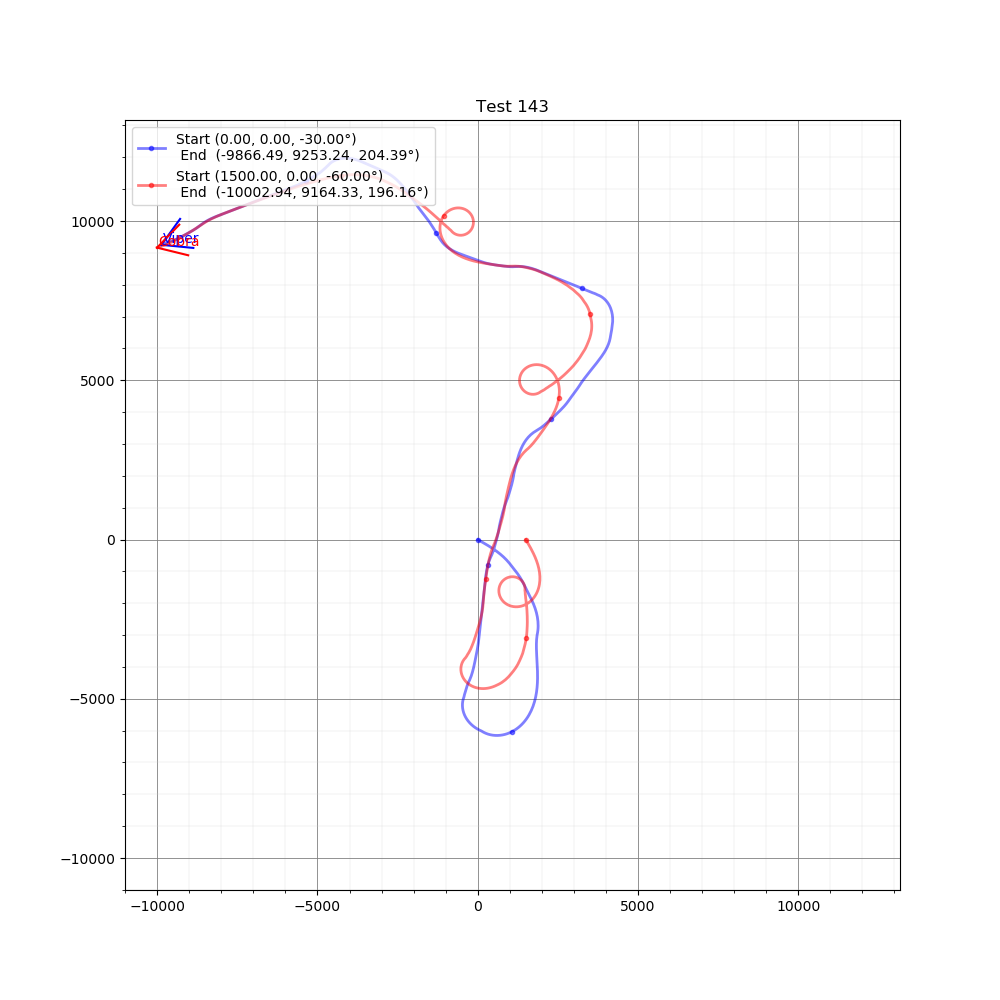 Test 143
Start (0.00, 0.00, -30.00°)
End (-9866.49, 9253.24, 204.39°)
Start (1500.00, 0.00, -60.00°)
End (-10002.94, 9164.33, 196.16°)
Viper
Cobra
10000
5000
0
−5000
−10000
−10000
−5000
0
5000
10000